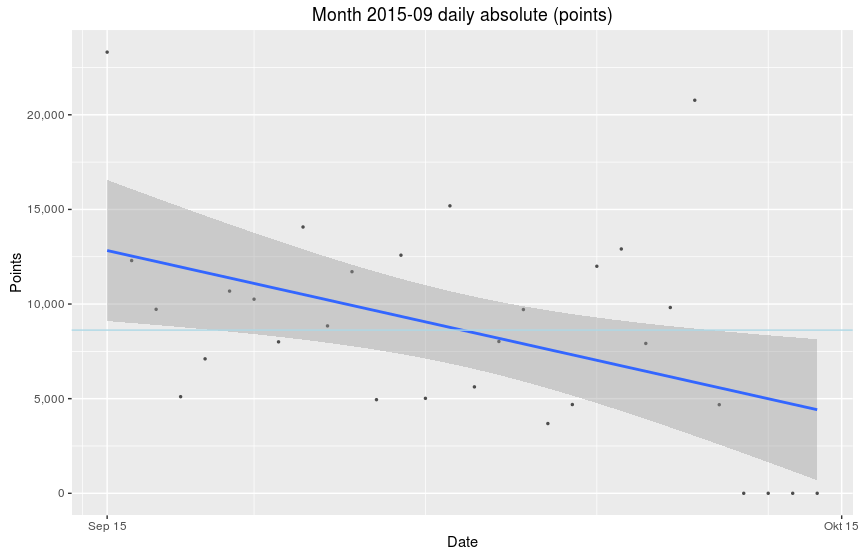 Month 2015-09 daily absolute (points)
20,000
15,000
10,000
5,000
0
Points
Sep 15
Okt 15
Date